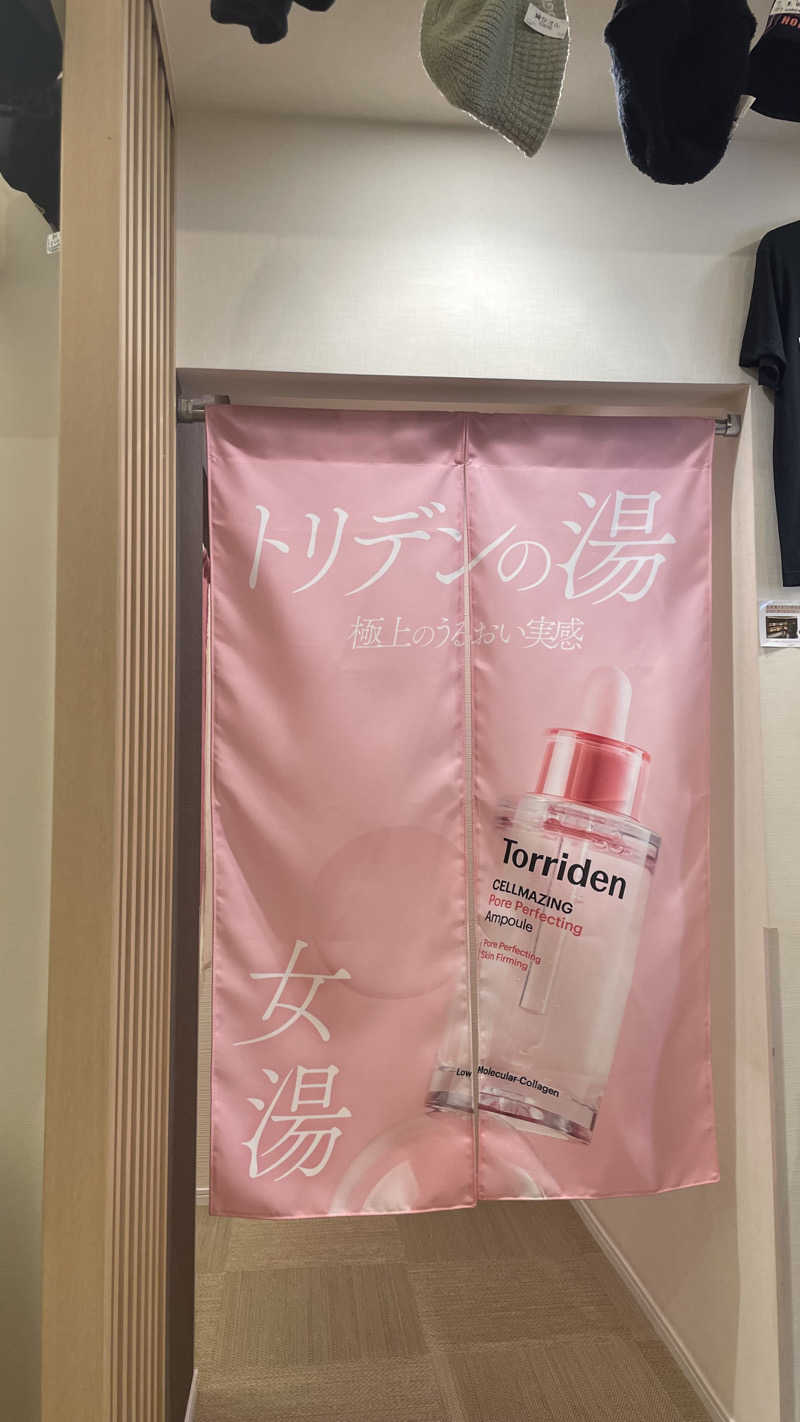 トリデンの湯
極上のうるおい実感
Torriden
CELLMAZING
Pore Perfecting
Ampoule
Pore Perfecting
Skin Firming
Low Molecular-Collagen
女
湯